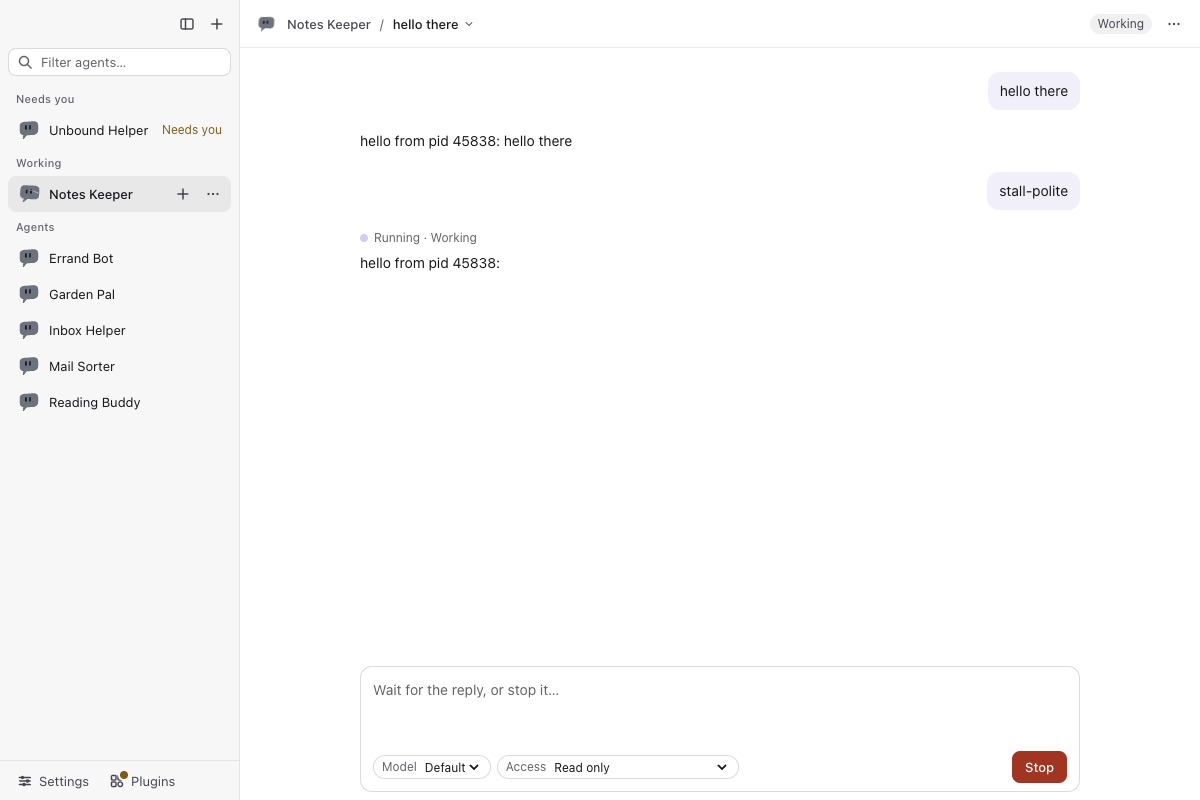 Filter agents...
Needs you
Unbound Helper Needs you
Working
Notes Keeper
Agents
Errand Bot
Garden Pal
Inbox Helper
Mail Sorter
Reading Buddy
Settings Plugins
Notes Keeper / hello there Working
hello there
hello from pid 45838: hello there
stall-polite
Running · Working
hello from pid 45838:
Wait for the reply, or stop it...
Model Default Access Read only Stop